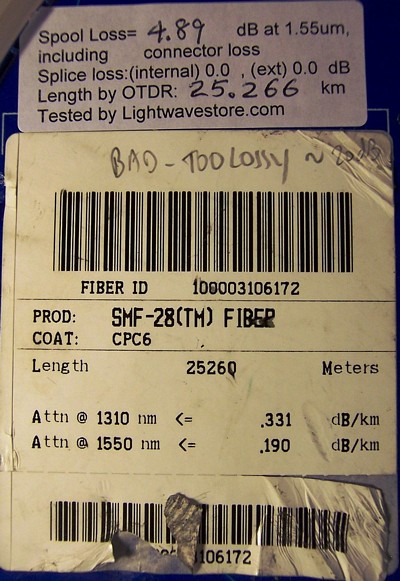 Spool Loss= 4.89 dB at 1.55um,
including connector loss
Splice loss:(internal) 0.0 , (ext) 0.0 dB
Length by OTDR: 25.266 km
Tested by Lightwavestore.com
BAD - TOO LOSSY ~ 20dB
FIBER ID 100003106172
PROD: SMF-28(TM) FIBER
COAT: CPC6
Length 25260 Meters
Attn @ 1310 nm <= .331 dB/km
Attn @ 1550 nm <= .190 dB/km
106172